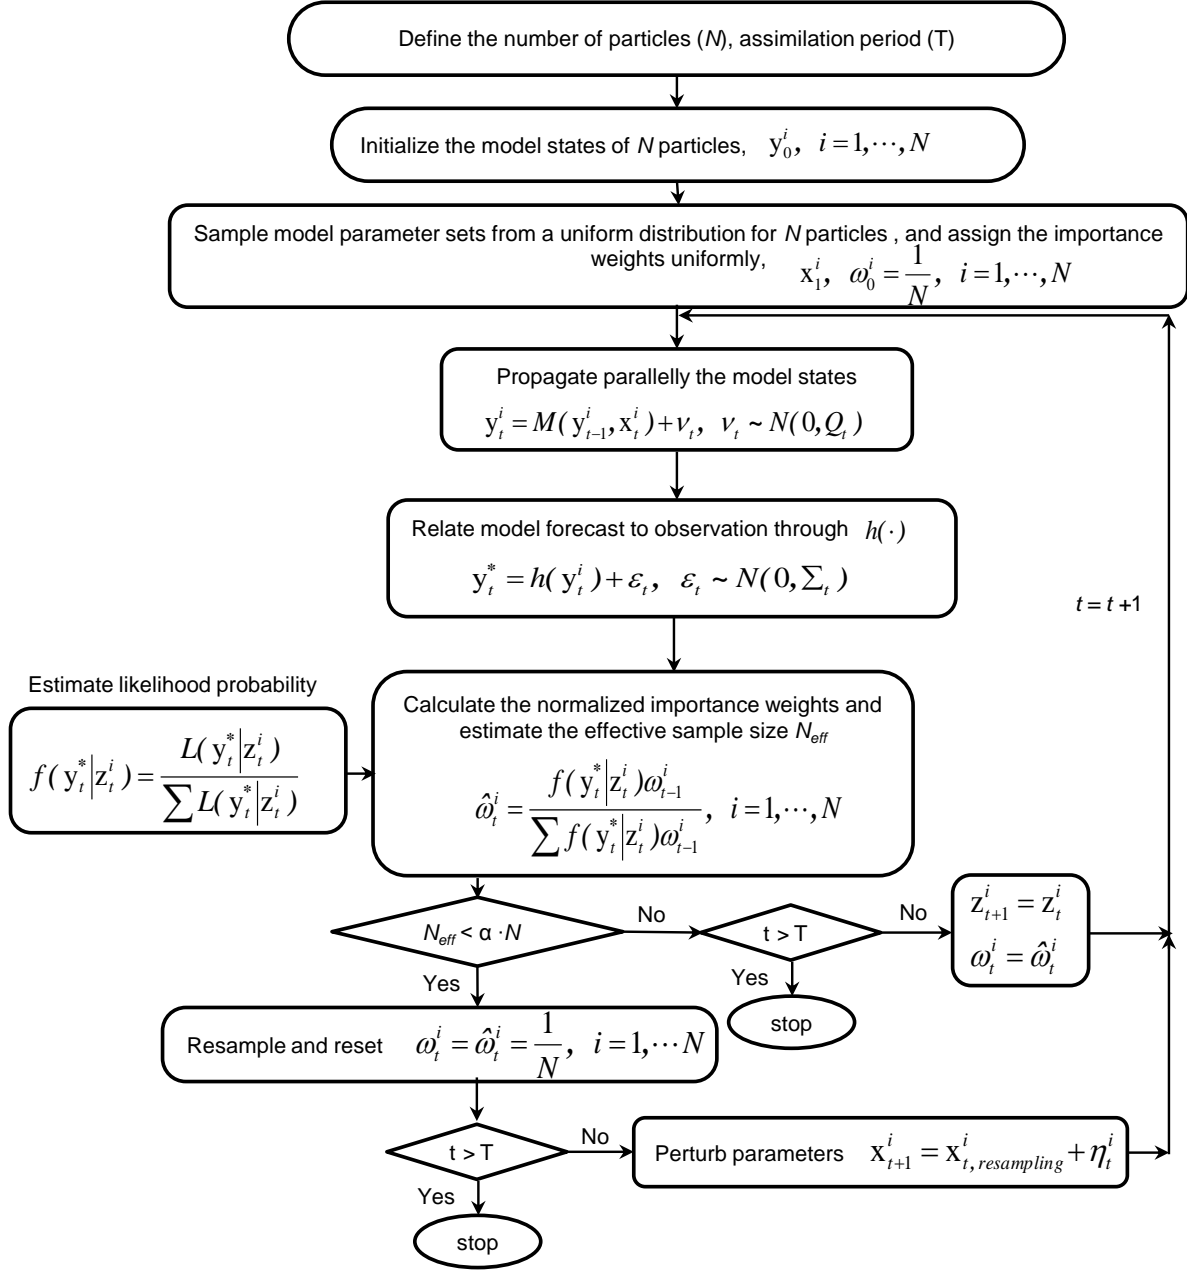 Define the number of particles (N), assimilation period (T)
Initialize the model states of N particles, y_0^i, i = 1, ⋯, N
Sample model parameter sets from a uniform distribution for N particles , and assign the importance
weights uniformly, x_1^i, ω_0^i = 1/N, i = 1, ⋯, N
Propagate parallelly the model states
y_t^i = M( y_{t−1}^i, x_t^i ) + ν_t, ν_t ~ N(0, Q_t )
Relate model forecast to observation through h( · )
y_t^* = h( y_t^i ) + ε_t, ε_t ~ N(0, ∑_t )
t = t +1
Estimate likelihood probability
f( y_t^* | z_t^i ) = L( y_t^* | z_t^i ) / ∑ L( y_t^* | z_t^i )
Calculate the normalized importance weights and
estimate the effective sample size N_eff
ω̂_t^i = f( y_t^* | z_t^i )ω_{t−1}^i / ∑ f( y_t^* | z_t^i )ω_{t−1}^i, i = 1, ⋯, N
N_eff < α · N
No
t > T
No
z_{t+1}^i = z_t^i
ω_t^i = ω̂_t^i
Yes
Yes
stop
Resample and reset ω_t^i = ω̂_t^i = 1/N, i = 1, ⋯ N
t > T
No
Perturb parameters x_{t+1}^i = x_{t, resampling}^i + η_t^i
Yes
stop